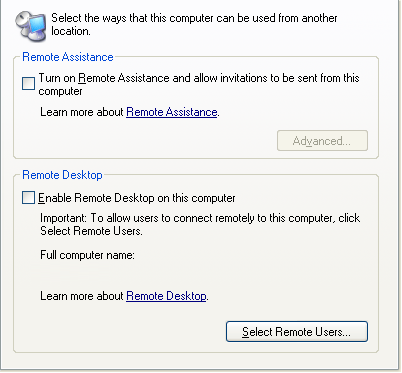 Select the ways that this computer can be used from another
location.
Remote Assistance
Turn on Remote Assistance and allow invitations to be sent from this
computer
Learn more about Remote Assistance.
Advanced...
Remote Desktop
Enable Remote Desktop on this computer
Important: To allow users to connect remotely to this computer, click
Select Remote Users.
Full computer name:
Learn more about Remote Desktop.
Select Remote Users...